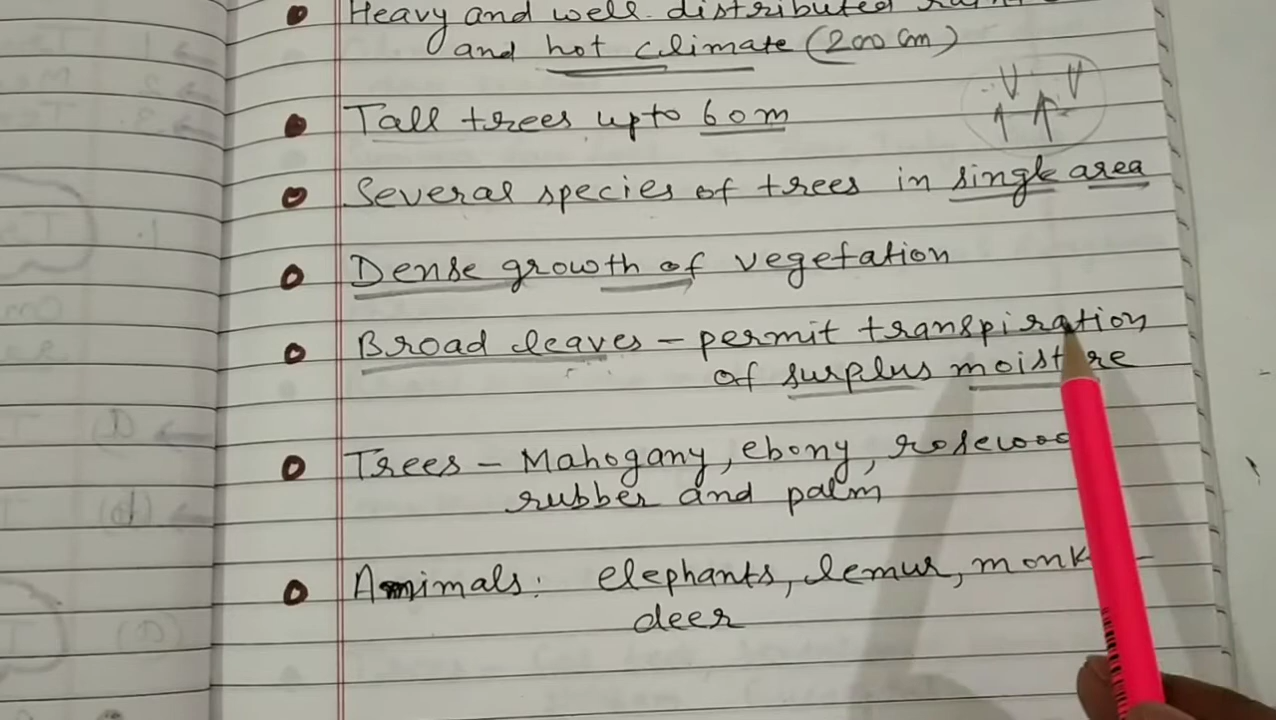 Heavy and well distributed
and hot climate (200 cm)
Tall trees upto 60m
Several species of trees in single area
Dense growth of vegetation
Broad leaves - permit transpiration
of surplus moisture
Trees - Mahogany, ebony, rosewood
rubber and palm
Animals: elephants, lemur, monk
deer